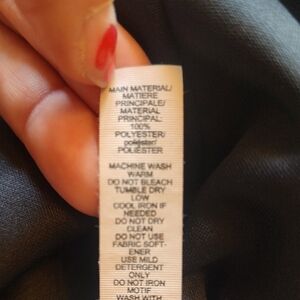 MAIN MATERIAL/
MATIERE
PRINCIPALE/
MATERIAL
PRINCIPAL:
100%
POLYESTER/
poliéster/
POLIÉSTER
MACHINE WASH
WARM
DO NOT BLEACH
TUMBLE DRY
LOW
COOL IRON IF
NEEDED
DO NOT DRY
CLEAN
DO NOT USE
FABRIC SOFT-
ENER
USE MILD
DETERGENT
ONLY
DO NOT IRON
MOTIF
WASH WITH